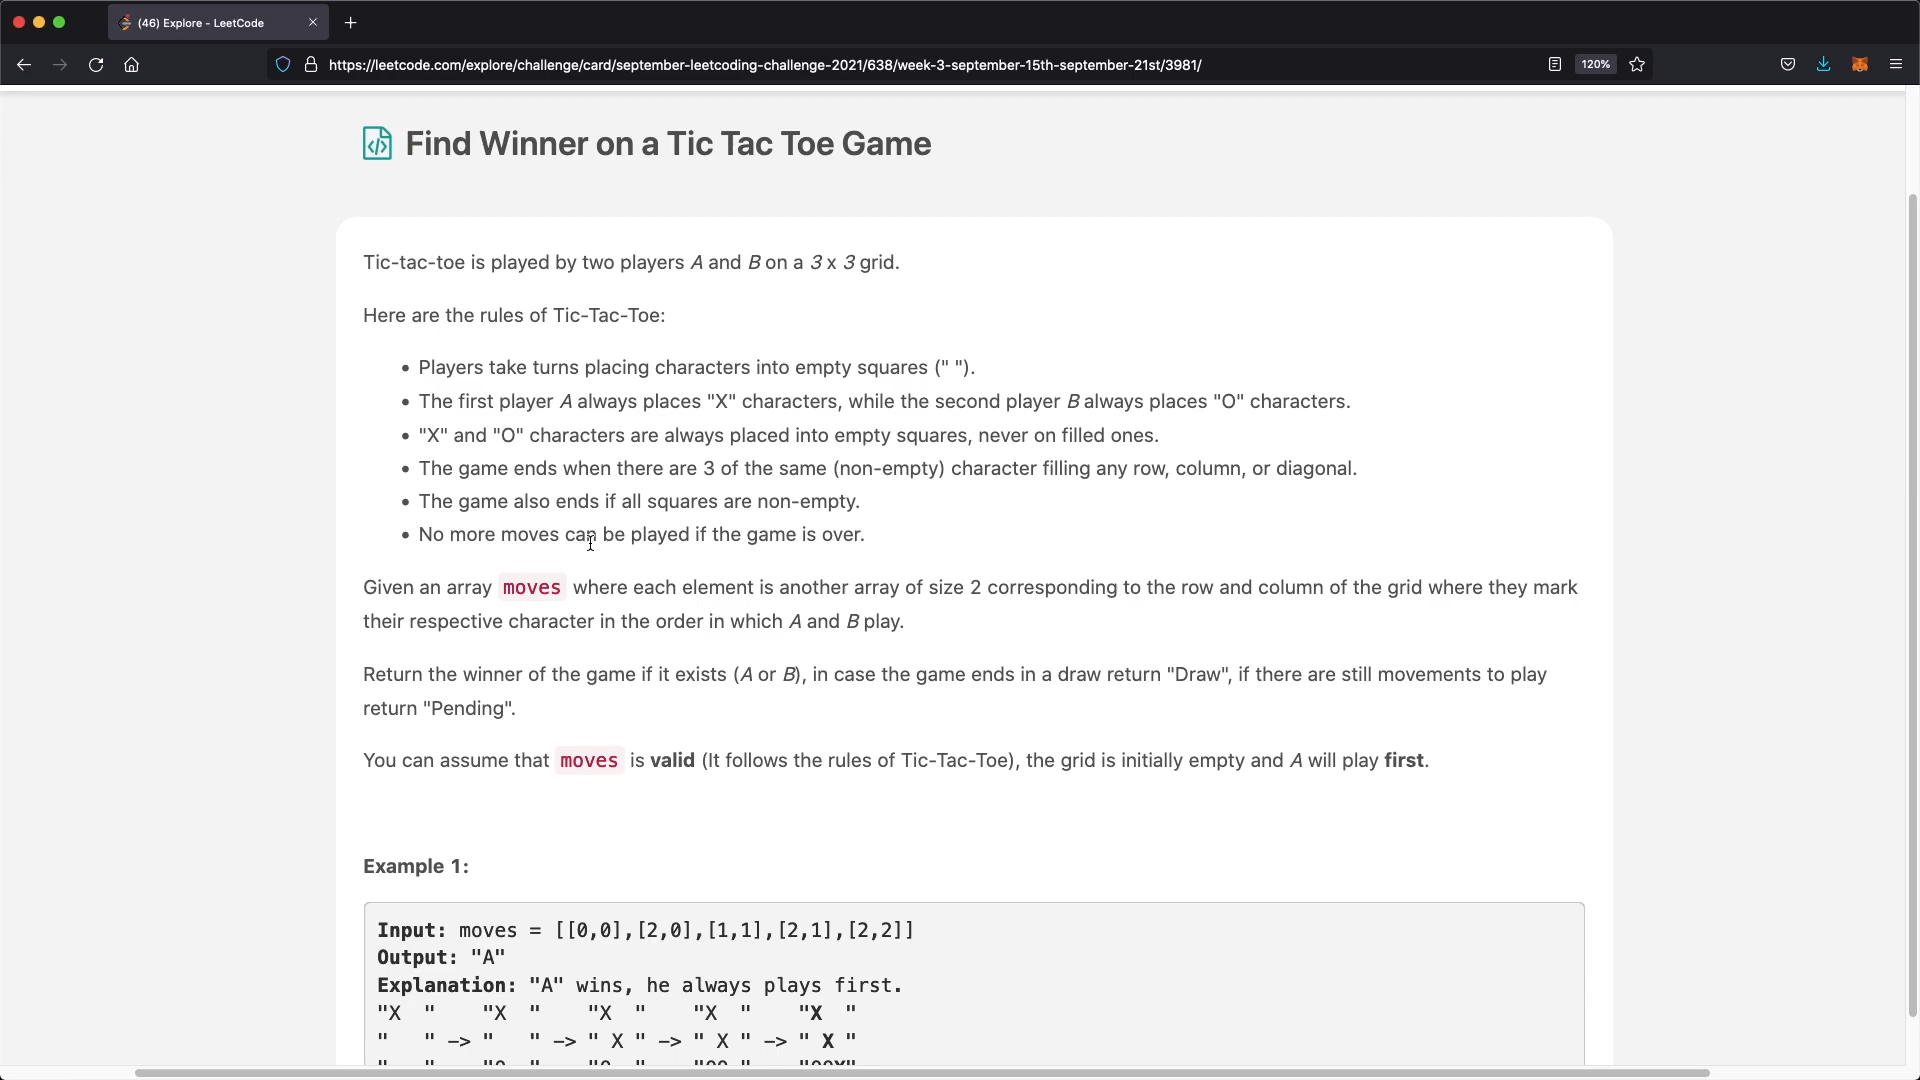 (46) Explore - LeetCode
https://leetcode.com/explore/challenge/card/september-leetcoding-challenge-2021/638/week-3-september-15th-september-21st/3981/
120%
Find Winner on a Tic Tac Toe Game
Tic-tac-toe is played by two players A and B on a 3 x 3 grid.
Here are the rules of Tic-Tac-Toe:
• Players take turns placing characters into empty squares (" ").
• The first player A always places "X" characters, while the second player B always places "O" characters.
• "X" and "O" characters are always placed into empty squares, never on filled ones.
• The game ends when there are 3 of the same (non-empty) character filling any row, column, or diagonal.
• The game also ends if all squares are non-empty.
• No more moves can be played if the game is over.
Given an array moves where each element is another array of size 2 corresponding to the row and column of the grid where they mark
their respective character in the order in which A and B play.
Return the winner of the game if it exists (A or B), in case the game ends in a draw return "Draw", if there are still movements to play
return "Pending".
You can assume that moves is valid (It follows the rules of Tic-Tac-Toe), the grid is initially empty and A will play first.
Example 1:
Input: moves = [[0,0],[2,0],[1,1],[2,1],[2,2]]
Output: "A"
Explanation: "A" wins, he always plays first.
"X  "    "X  "    "X  "    "X  "    "X  "
"   " -> "   " -> " X " -> " X " -> " X "